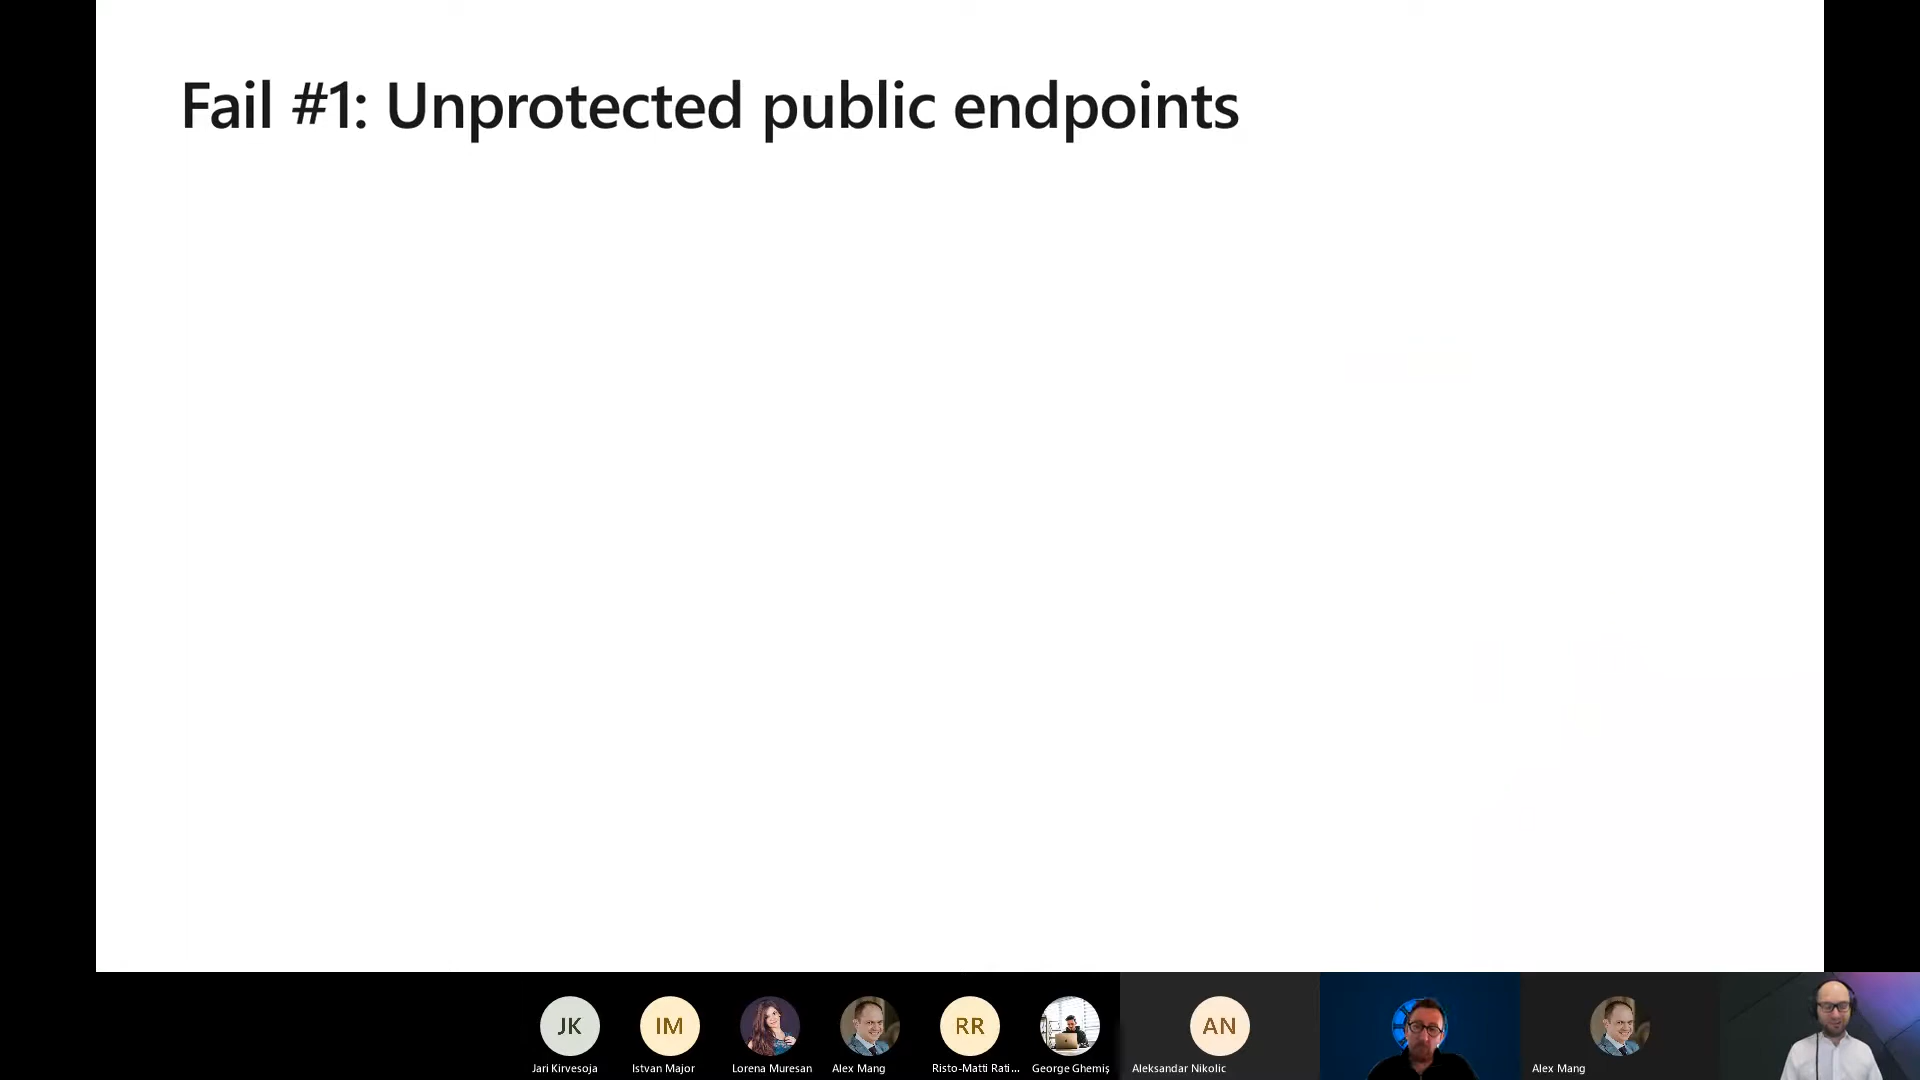 Fail #1: Unprotected public endpoints
JK
IM
RR
AN
Jari Kirvesoja
Istvan Major
Lorena Muresan
Alex Mang
Risto-Matti Rati...
George Ghemiș
Aleksandar Nikolic
Alex Mang